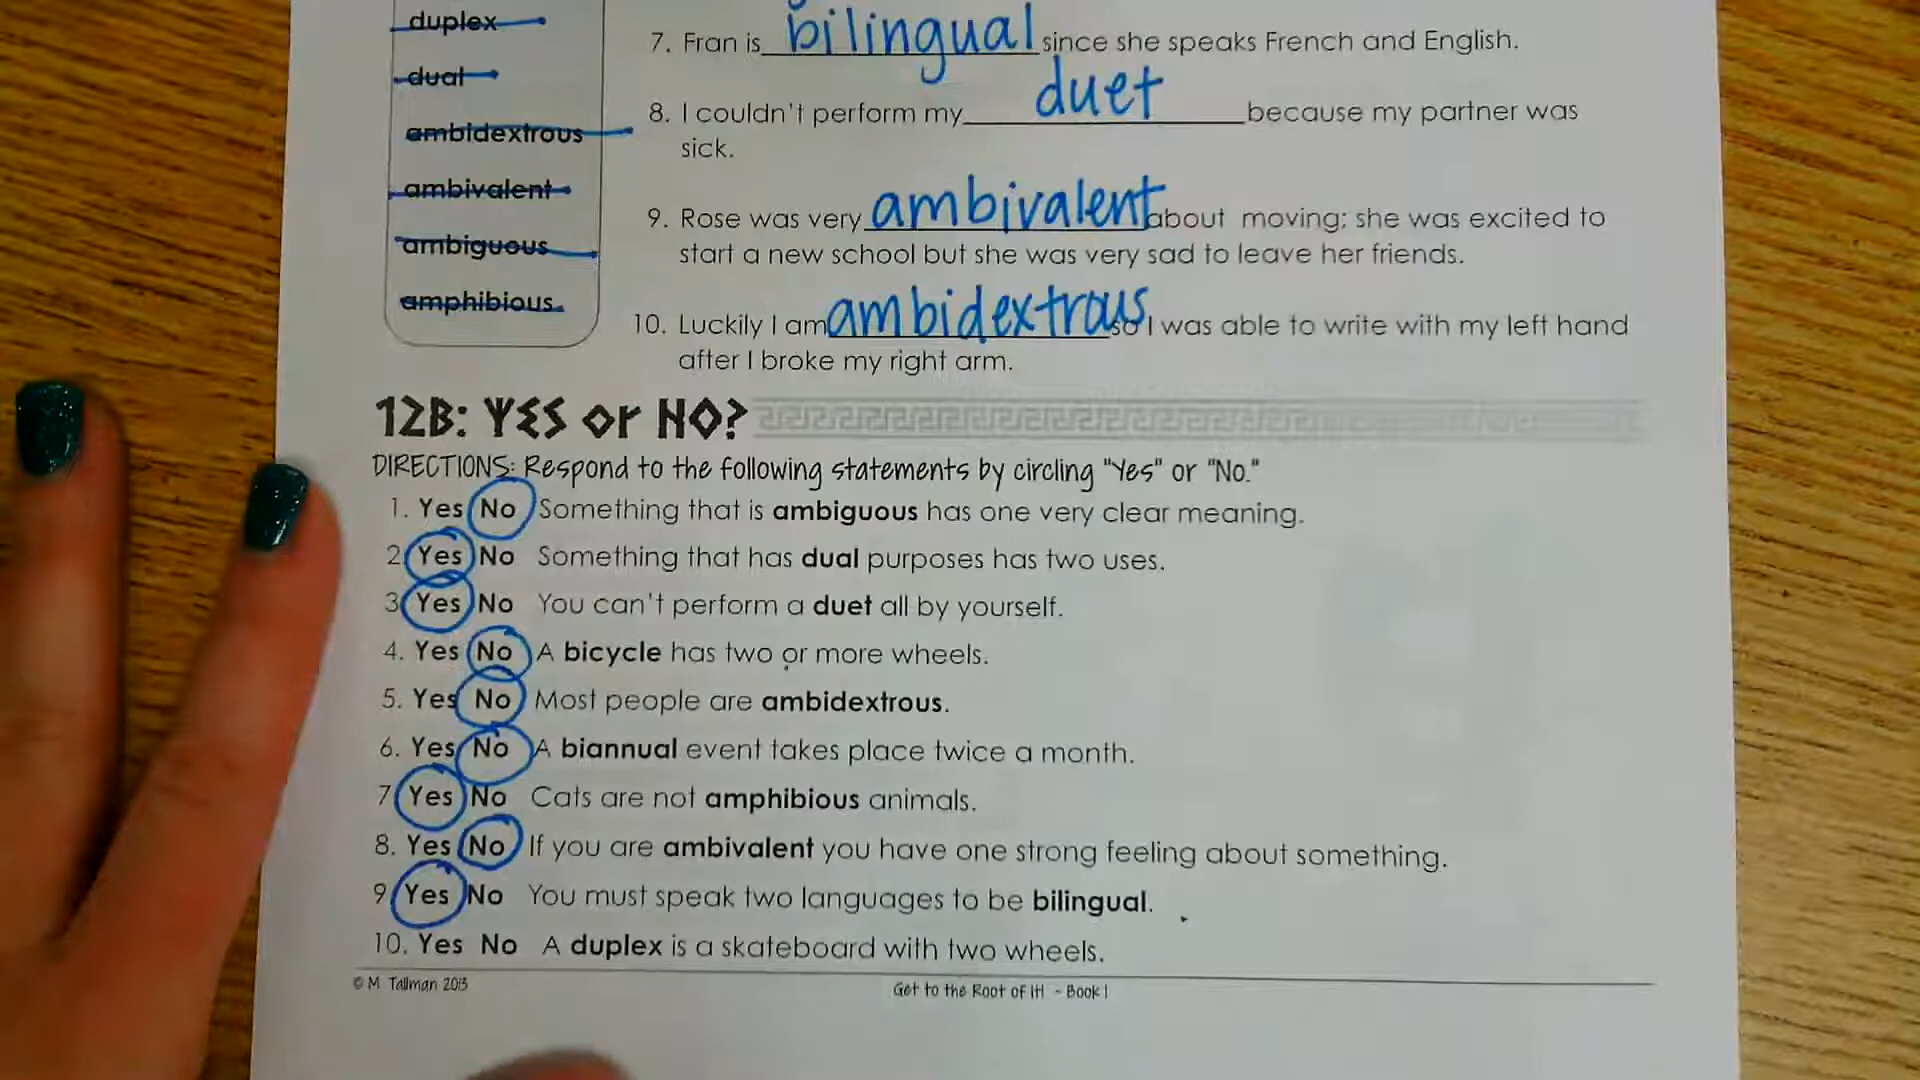 duplex
dual
ambidextrous
ambivalent
ambiguous
amphibious
7. Fran is bilingual since she speaks French and English.
8. I couldn't perform my duet because my partner was
sick.
9. Rose was very ambivalent about moving; she was excited to
start a new school but she was very sad to leave her friends.
10. Luckily I am ambidextrous so I was able to write with my left hand
after I broke my right arm.
12B: YES or NO?
DIRECTIONS: Respond to the following statements by circling "Yes" or "No."
1. Yes No Something that is ambiguous has one very clear meaning.
2 Yes No Something that has dual purposes has two uses.
3 Yes No You can't perform a duet all by yourself.
4. Yes No A bicycle has two or more wheels.
5. Yes No Most people are ambidextrous.
6. Yes No A biannual event takes place twice a month.
7 Yes No Cats are not amphibious animals.
8. Yes No If you are ambivalent you have one strong feeling about something.
9 Yes No You must speak two languages to be bilingual.
10. Yes No A duplex is a skateboard with two wheels.
© M Tallman 2013
Get to the Root of It! - Book 1